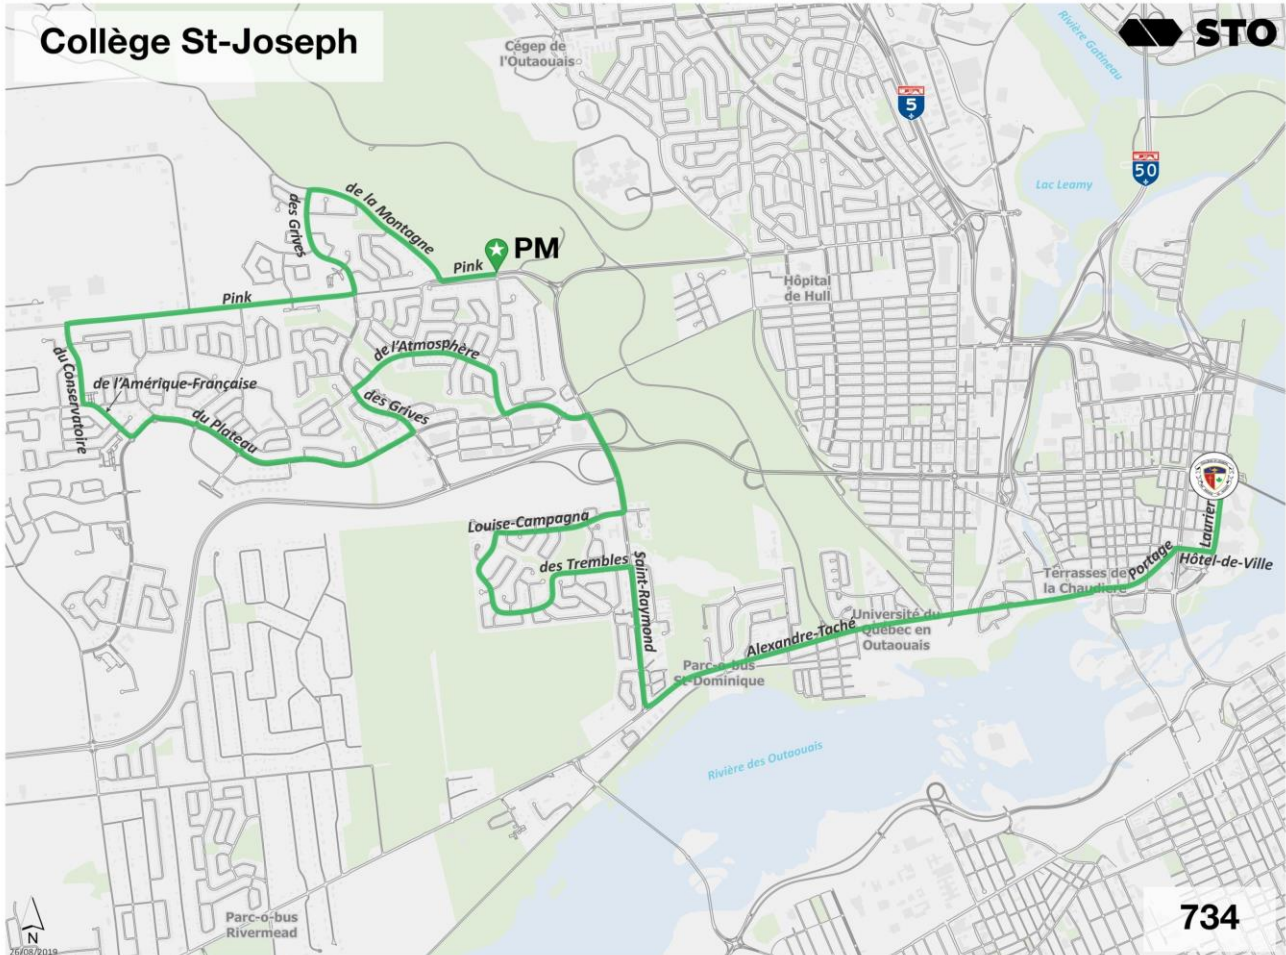 Collège St-Joseph
STO
Cégep de
l'Outaouais
Rivière Gatineau
5
50
Lac Leamy
de la Montagne
des Grives
PM
Pink
Pink
Hôpital
de Hull
de l'Atmosphère
du Conservatoire
de l'Amérique-Française
des Grives
du Plateau
Louise-Campagna
Laurier
des Trembles
Saint-Raymond
Portage
Hôtel-de-Ville
Terrasses de
la Chaudière
Université du
Québec en
Outaouais
Alexandre-Taché
Parc-o-bus
St-Dominique
Rivière des Outaouais
Parc-o-bus
Rivermead
734
N
26/08/2019